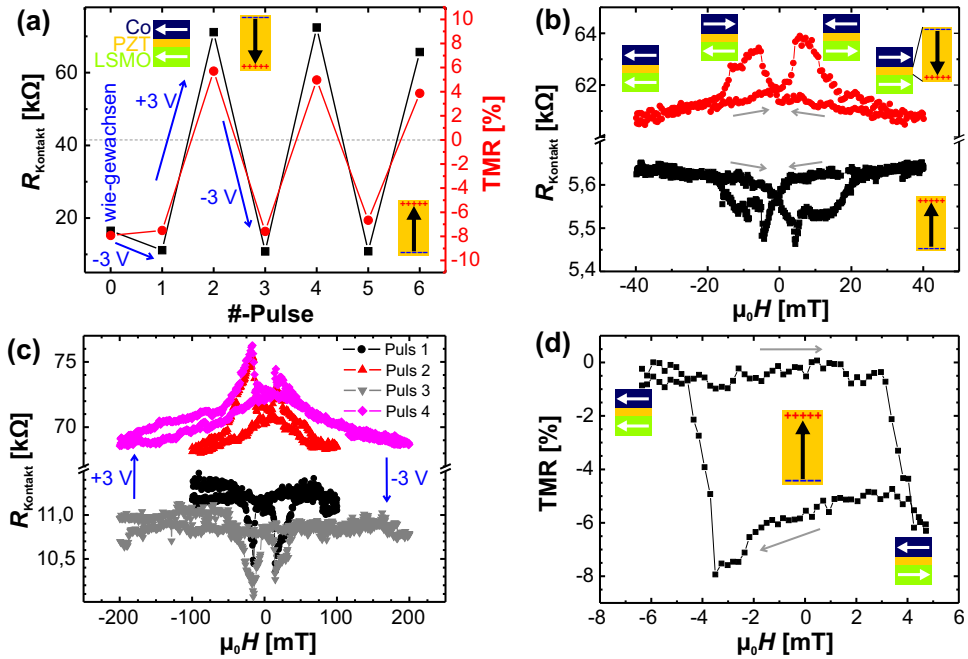 (a)
Co
PZT
LSMO
+3 V
-3 V
-3 V
wie-gewachsen
+++++
+++++
R_Kontakt [kΩ]
70
50
30
10
TMR [%]
10
8
6
4
2
0
-2
-4
-6
-8
-10
0 1 2 3 4 5 6
#-Pulse
(b)
R_Kontakt [kΩ]
64
62
5,6
5,5
5,4
+++++
+++++
-40 -20 0 20 40
μ₀H [mT]
(c)
Puls 1
Puls 2
Puls 3
Puls 4
R_Kontakt [kΩ]
75
70
11,0
10,5
+3 V
-3 V
-200 -100 0 100 200
μ₀H [mT]
(d)
TMR [%]
0
-2
-4
-6
-8
+++++
-8 -6 -4 -2 0 2 4 6
μ₀H [mT]